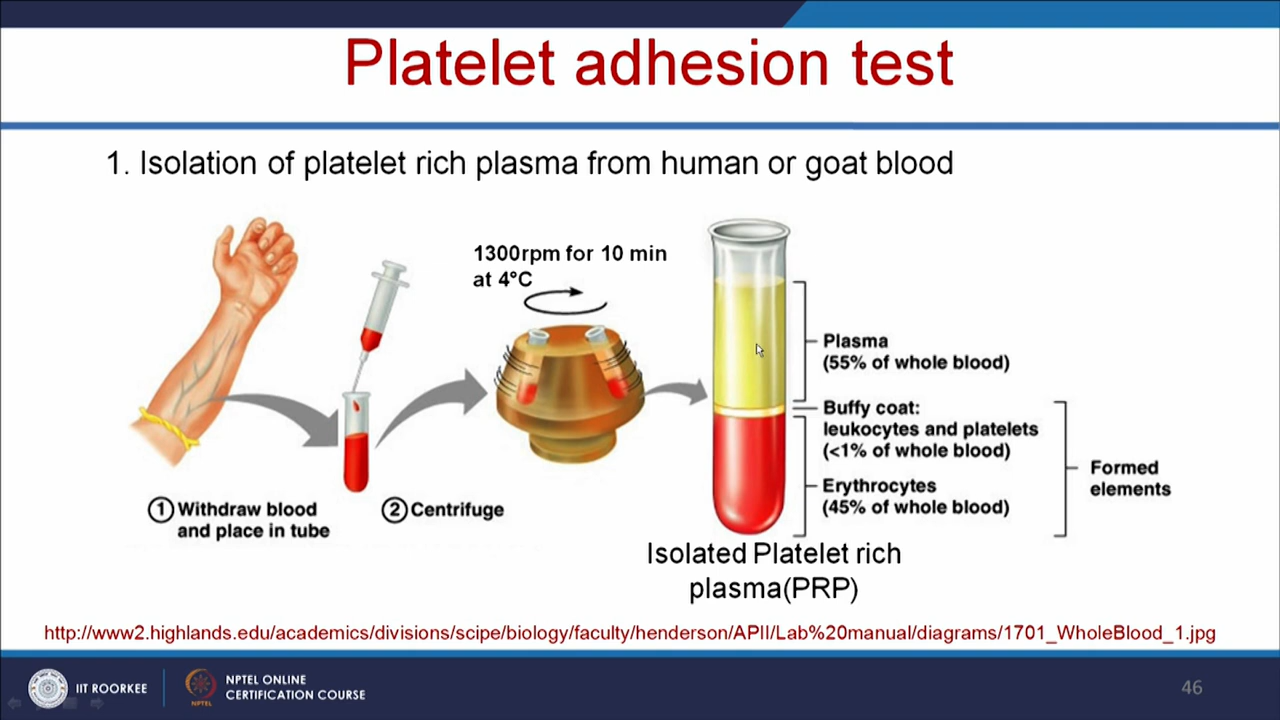 Platelet adhesion test
1. Isolation of platelet rich plasma from human or goat blood
1300rpm for 10 min
at 4°C
Plasma
(55% of whole blood)
Buffy coat:
leukocytes and platelets
(<1% of whole blood)
Erythrocytes
(45% of whole blood)
Formed
elements
1 Withdraw blood
and place in tube
2 Centrifuge
Isolated Platelet rich
plasma(PRP)
http://www2.highlands.edu/academics/divisions/scipe/biology/faculty/henderson/APII/Lab%20manual/diagrams/1701_WholeBlood_1.jpg
IIT ROORKEE
NPTEL
NPTEL ONLINE
CERTIFICATION COURSE
46